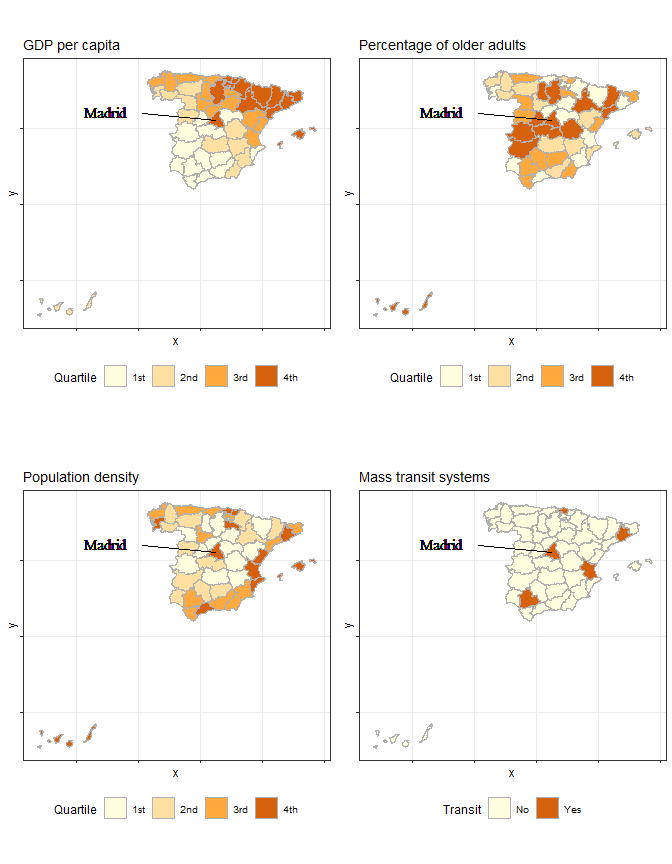 GDP per capita
Percentage of older adults
Madrid
Madrid
y
y
x
x
Quartile 1st 2nd 3rd 4th
Quartile 1st 2nd 3rd 4th
Population density
Mass transit systems
Madrid
Madrid
y
y
x
x
Quartile 1st 2nd 3rd 4th
Transit No Yes